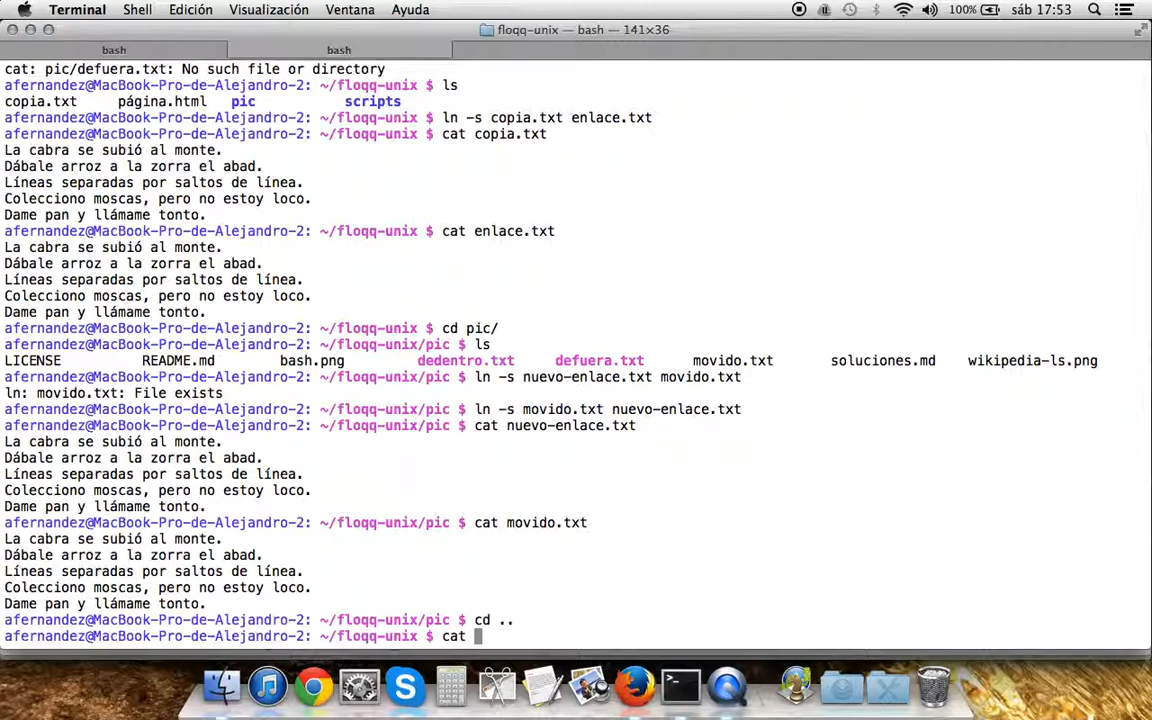 Terminal Shell Edición Visualización Ventana Ayuda 100% sáb 17:53
floqq-unix — bash — 141×36
bash bash
cat: pic/defuera.txt: No such file or directory
afernandez@MacBook-Pro-de-Alejandro-2: ~/floqq-unix $ ls
copia.txt página.html pic scripts
afernandez@MacBook-Pro-de-Alejandro-2: ~/floqq-unix $ ln -s copia.txt enlace.txt
afernandez@MacBook-Pro-de-Alejandro-2: ~/floqq-unix $ cat copia.txt
La cabra se subió al monte.
Dábale arroz a la zorra el abad.
Líneas separadas por saltos de línea.
Colecciono moscas, pero no estoy loco.
Dame pan y llámame tonto.
afernandez@MacBook-Pro-de-Alejandro-2: ~/floqq-unix $ cat enlace.txt
La cabra se subió al monte.
Dábale arroz a la zorra el abad.
Líneas separadas por saltos de línea.
Colecciono moscas, pero no estoy loco.
Dame pan y llámame tonto.
afernandez@MacBook-Pro-de-Alejandro-2: ~/floqq-unix $ cd pic/
afernandez@MacBook-Pro-de-Alejandro-2: ~/floqq-unix/pic $ ls
LICENSE README.md bash.png dedentro.txt defuera.txt movido.txt soluciones.md wikipedia-ls.png
afernandez@MacBook-Pro-de-Alejandro-2: ~/floqq-unix/pic $ ln -s nuevo-enlace.txt movido.txt
ln: movido.txt: File exists
afernandez@MacBook-Pro-de-Alejandro-2: ~/floqq-unix/pic $ ln -s movido.txt nuevo-enlace.txt
afernandez@MacBook-Pro-de-Alejandro-2: ~/floqq-unix/pic $ cat nuevo-enlace.txt
La cabra se subió al monte.
Dábale arroz a la zorra el abad.
Líneas separadas por saltos de línea.
Colecciono moscas, pero no estoy loco.
Dame pan y llámame tonto.
afernandez@MacBook-Pro-de-Alejandro-2: ~/floqq-unix/pic $ cat movido.txt
La cabra se subió al monte.
Dábale arroz a la zorra el abad.
Líneas separadas por saltos de línea.
Colecciono moscas, pero no estoy loco.
Dame pan y llámame tonto.
afernandez@MacBook-Pro-de-Alejandro-2: ~/floqq-unix/pic $ cd ..
afernandez@MacBook-Pro-de-Alejandro-2: ~/floqq-unix $ cat